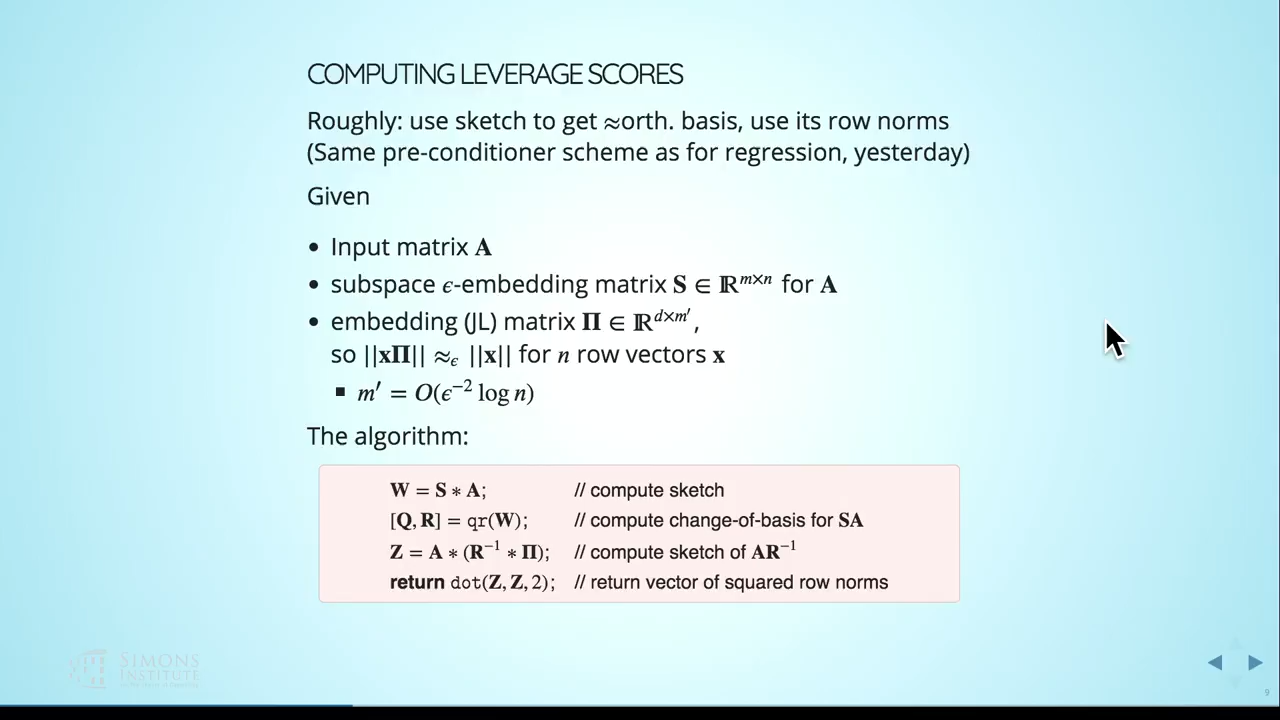 COMPUTING LEVERAGE SCORES
Roughly: use sketch to get ≈orth. basis, use its row norms
(Same pre-conditioner scheme as for regression, yesterday)
Given
• Input matrix A
• subspace ϵ-embedding matrix S ∈ ℝ^{m×n} for A
• embedding (JL) matrix Π ∈ ℝ^{d×m′},
so ||xΠ|| ≈_ϵ ||x|| for n row vectors x
▪ m′ = O(ϵ^{−2} log n)
The algorithm:
W = S ∗ A; // compute sketch
[Q, R] = qr(W); // compute change-of-basis for SA
Z = A ∗ (R^{−1} ∗ Π); // compute sketch of AR^{−1}
return dot(Z, Z, 2); // return vector of squared row norms
SIMONS
INSTITUTE
9